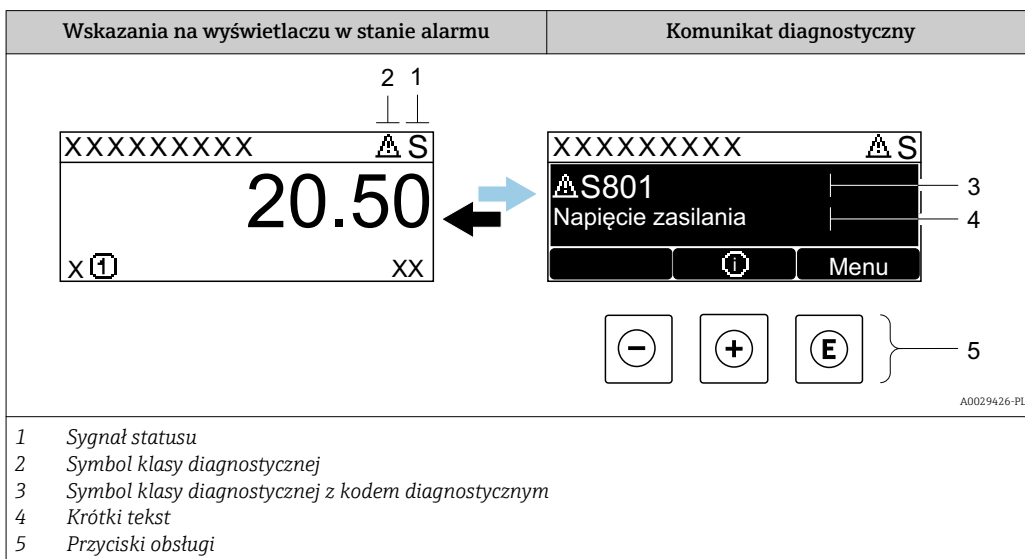 Wskazania na wyświetlaczu w stanie alarmu
Komunikat diagnostyczny
2 1
XXXXXXXXX ⚠ S
20.50
X ① XX
XXXXXXXXX ⚠ S
⚠S801
Napięcie zasilania
ⓘ Menu
3
4
− + E
5
A0029426-PL
1 Sygnał statusu
2 Symbol klasy diagnostycznej
3 Symbol klasy diagnostycznej z kodem diagnostycznym
4 Krótki tekst
5 Przyciski obsługi